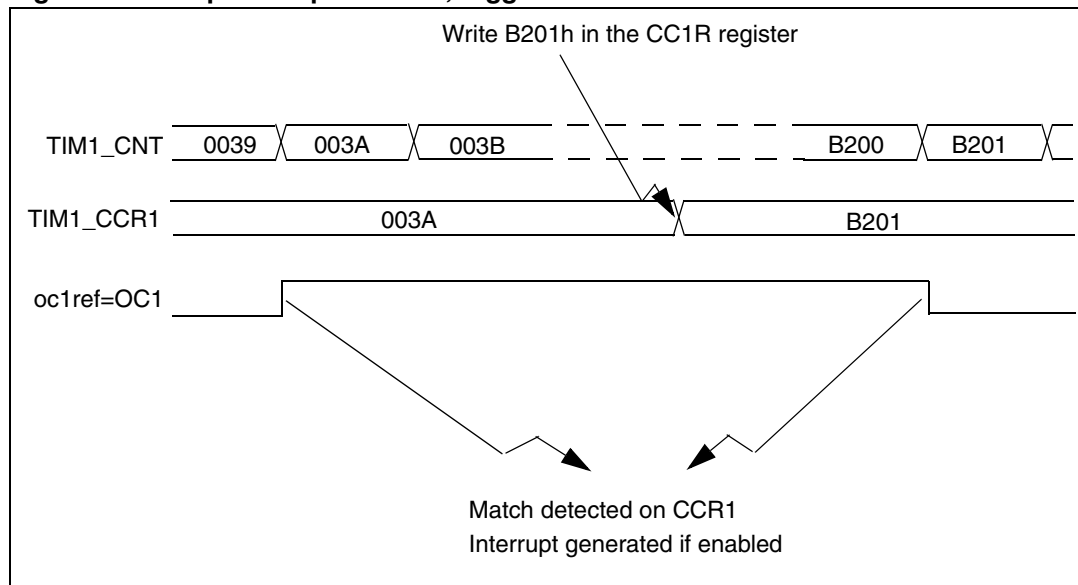 Write B201h in the CC1R register
TIM1_CNT 0039 003A 003B B200 B201
TIM1_CCR1 003A B201
oc1ref=OC1
Match detected on CCR1
Interrupt generated if enabled